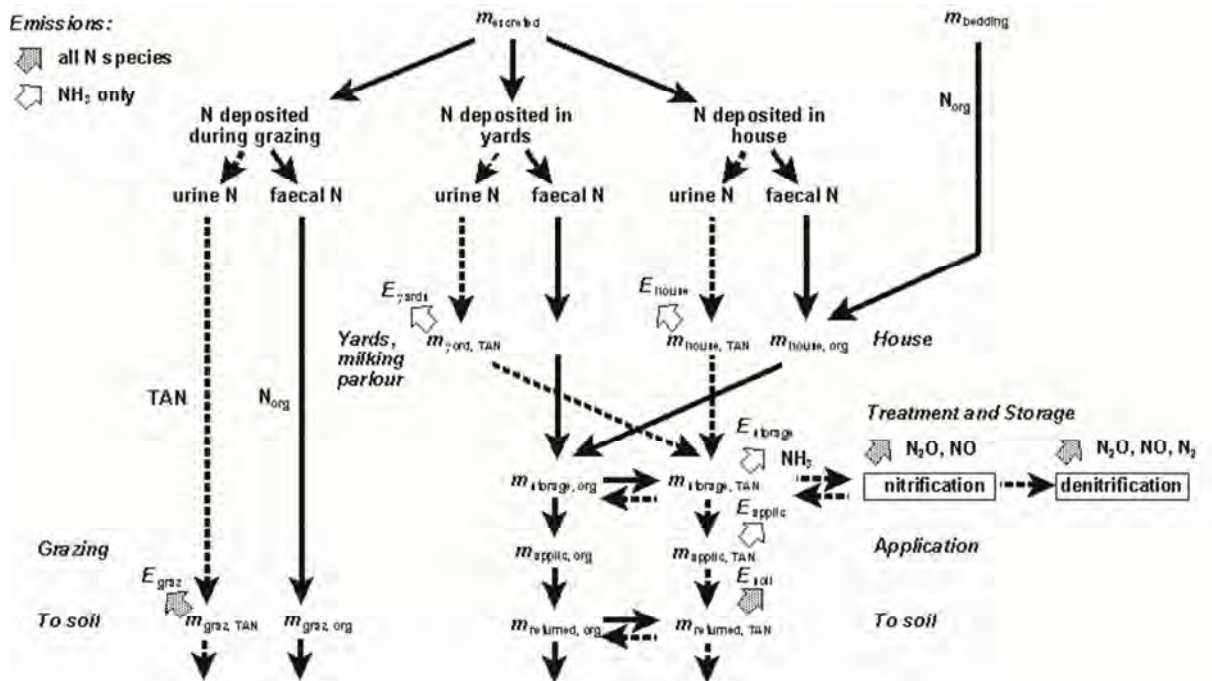 Emissions:
all N species
NH₃ only
m excreted
m bedding
N deposited
during grazing
N deposited in
yards
N deposited in
house
N org
urine N
faecal N
urine N
faecal N
urine N
faecal N
E yards
E house
m yard, TAN
m house, TAN
m house, org
House
Yards,
milking
parlour
TAN
N org
Treatment and Storage
E storage
NH₃
N₂O, NO
N₂O, NO, N₂
m storage, org
m storage, TAN
nitrification
denitrification
E applic
Grazing
m applic, org
m applic, TAN
Application
E graz
E soil
To soil
m graz, TAN
m graz, org
m returned, org
m returned, TAN
To soil